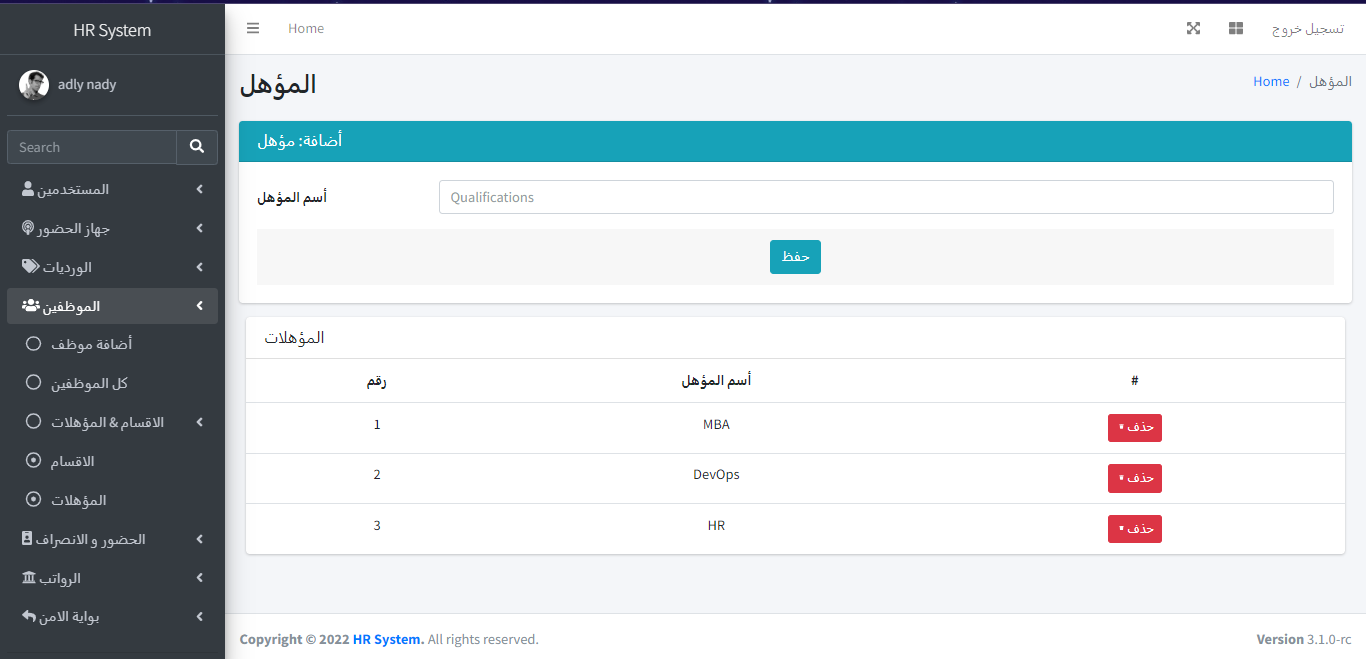 HR System
adly nady
Search
المستخدمين
جهاز الحضور
الورديات
الموظفين
أضافة موظف
كل الموظفين
الاقسام & المؤهلات
الاقسام
المؤهلات
الحضور و الانصراف
الرواتب
بوابة الامن
Home
تسجيل خروج
المؤهل
Home / المؤهل
أضافة: مؤهل
أسم المؤهل
Qualifications
حفظ
المؤهلات
رقم أسم المؤهل #
1 MBA حذف
2 DevOps حذف
3 HR حذف
Copyright © 2022 HR System. All rights reserved.
Version 3.1.0-rc